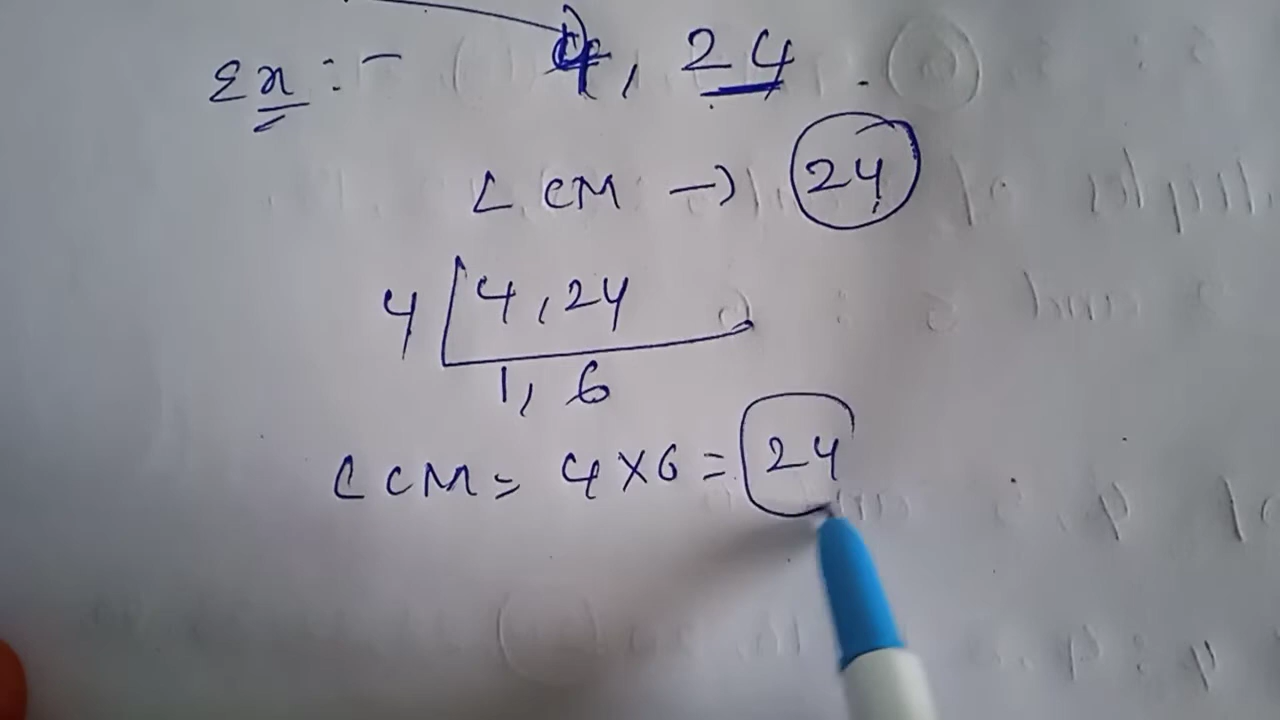 Ex :- 4, 24
LCM → 24
4 4, 24
1, 6
LCM = 4 × 6 = 24